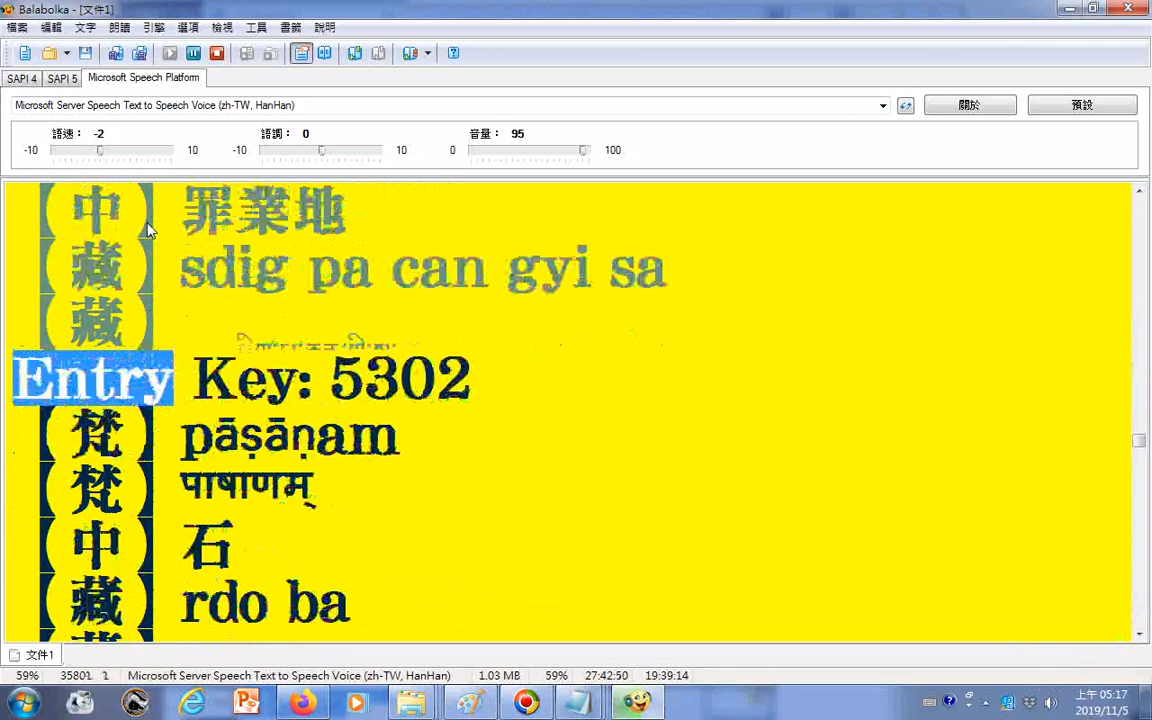 Balabolka - [文件1]
檔案 編輯 文字 朗讀 引擎 選項 檢視 工具 書籤 說明
SAPI 4 SAPI 5 Microsoft Speech Platform
Microsoft Server Speech Text to Speech Voice (zh-TW, HanHan) 關於 預設
語速: -2 語調: 0 音量: 95
-10 10 -10 10 0 100
【中】 罪業地
【藏】 sdig pa can gyi sa
【藏】
Entry Key: 5302
【梵】 pāṣāṇam
【梵】 पाषाणम्
【中】 石
【藏】 rdo ba
文件1
59% Microsoft Server Speech Text to Speech Voice (zh-TW, HanHan) 1.03 MB 59% 27:42:50 19:39:14
上午 05:17
2019/11/5